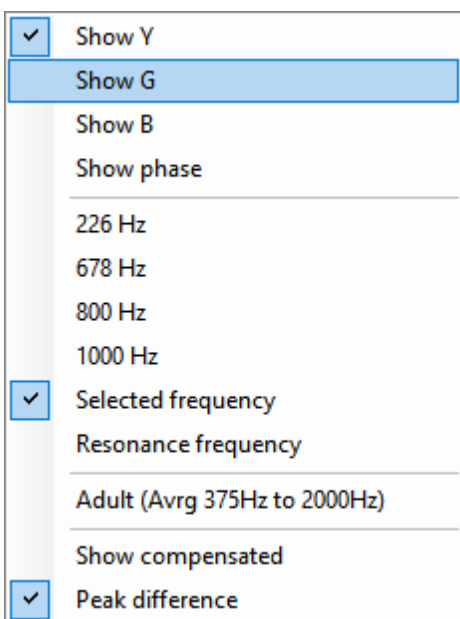 Show Y
Show G
Show B
Show phase
226 Hz
678 Hz
800 Hz
1000 Hz
Selected frequency
Resonance frequency
Adult (Avrg 375Hz to 2000Hz)
Show compensated
Peak difference